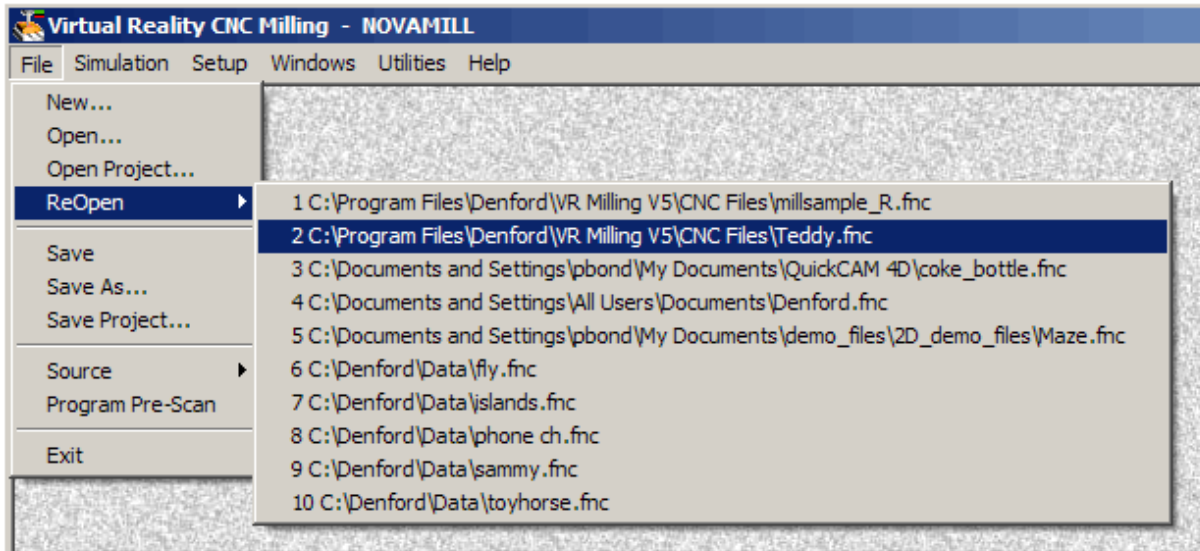 Virtual Reality CNC Milling - NOVAMILL
File Simulation Setup Windows Utilities Help
New...
Open...
Open Project...
ReOpen
Save
Save As...
Save Project...
Source
Program Pre-Scan
Exit
1 C:\Program Files\Denford\VR Milling V5\CNC Files\millsample_R.fnc
2 C:\Program Files\Denford\VR Milling V5\CNC Files\Teddy.fnc
3 C:\Documents and Settings\pbond\My Documents\QuickCAM 4D\coke_bottle.fnc
4 C:\Documents and Settings\All Users\Documents\Denford.fnc
5 C:\Documents and Settings\pbond\My Documents\demo_files\2D_demo_files\Maze.fnc
6 C:\Denford\Data\fly.fnc
7 C:\Denford\Data\islands.fnc
8 C:\Denford\Data\phone ch.fnc
9 C:\Denford\Data\sammy.fnc
10 C:\Denford\Data\toyhorse.fnc